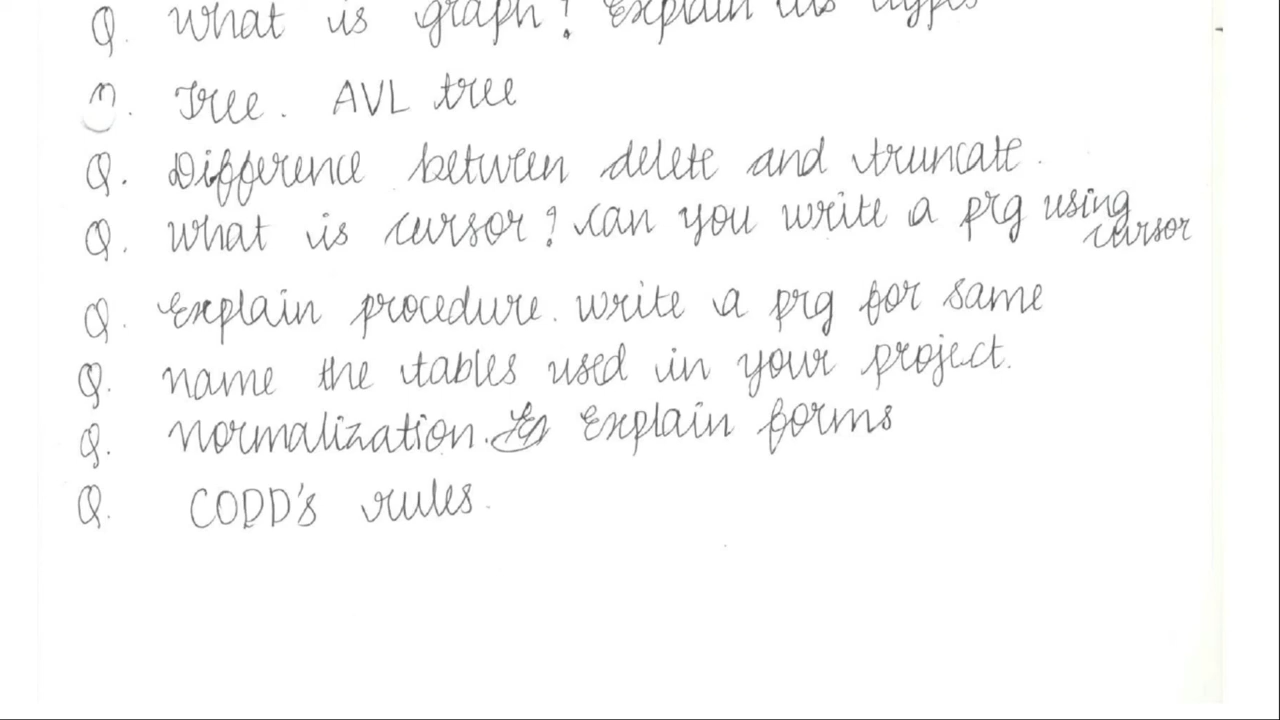 Q. What is graph? Explain its types
Q. Tree. AVL tree
Q. Difference between delete and truncate.
Q. What is cursor? can you write a prg using
cursor
Q. Explain procedure. write a prg for same
Q. name the tables used in your project.
Q. Normalization. Explain forms
Q. CODD's rules.